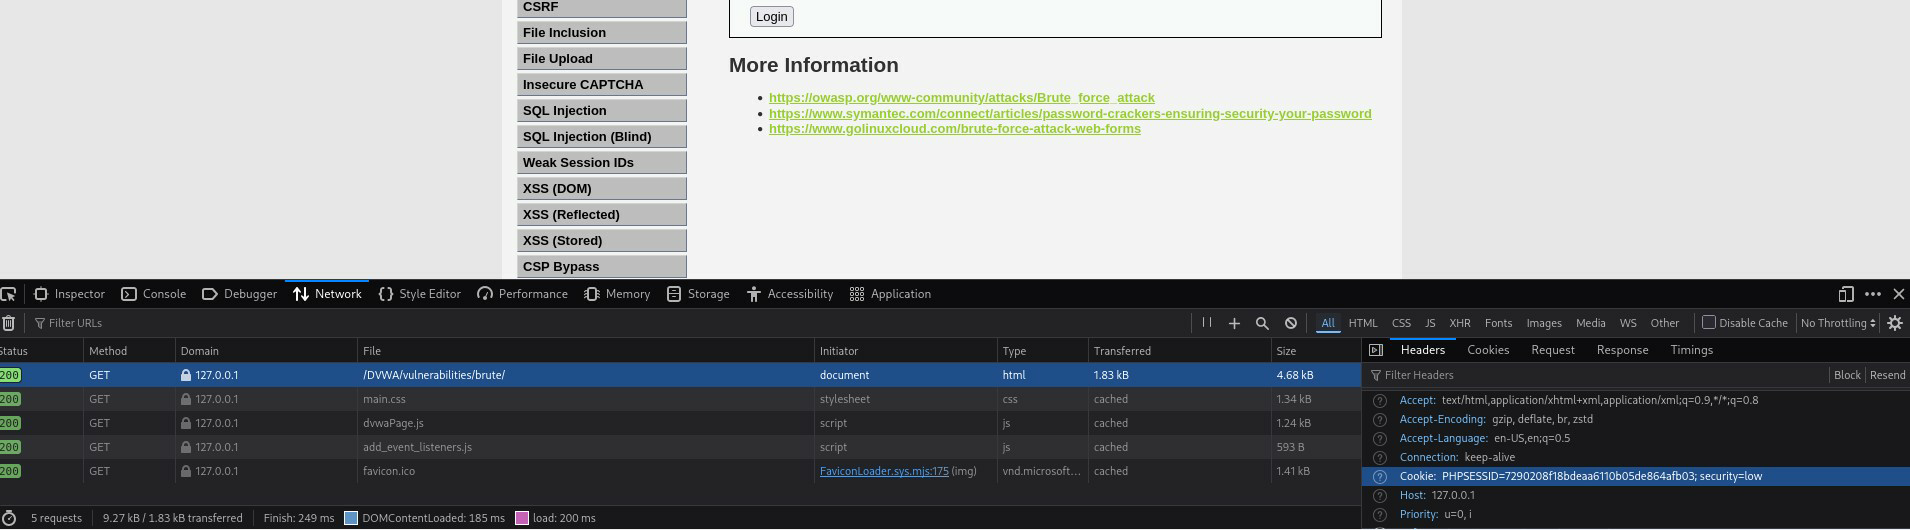 CSRF
Login
File Inclusion
File Upload
More Information
Insecure CAPTCHA
https://owasp.org/www-community/attacks/Brute_force_attack
SQL Injection
https://www.symantec.com/connect/articles/password-crackers-ensuring-security-your-password
https://www.golinuxcloud.com/brute-force-attack-web-forms
SQL Injection (Blind)
Weak Session IDs
XSS (DOM)
XSS (Reflected)
XSS (Stored)
CSP Bypass
Inspector Console Debugger Network Style Editor Performance Memory Storage Accessibility Application
Filter URLs All HTML CSS JS XHR Fonts Images Media WS Other Disable Cache No Throttling
Status Method Domain File Initiator Type Transferred Size
200 GET 127.0.0.1 /DVWA/vulnerabilities/brute/ document html 1.83 kB 4.68 kB
200 GET 127.0.0.1 main.css stylesheet css cached 1.34 kB
200 GET 127.0.0.1 dvwaPage.js script js cached 1.24 kB
200 GET 127.0.0.1 add_event_listeners.js script js cached 593 B
200 GET 127.0.0.1 favicon.ico FaviconLoader.sys.mjs:175 (img) vnd.microsoft... cached 1.41 kB
5 requests 9.27 kB / 1.83 kB transferred Finish: 249 ms DOMContentLoaded: 185 ms load: 200 ms
Headers Cookies Request Response Timings
Filter Headers Block Resend
Accept: text/html,application/xhtml+xml,application/xml;q=0.9,*/*;q=0.8
Accept-Encoding: gzip, deflate, br, zstd
Accept-Language: en-US,en;q=0.5
Connection: keep-alive
Cookie: PHPSESSID=7290208f18bdeaa6110b05de864afb03; security=low
Host: 127.0.0.1
Priority: u=0, i